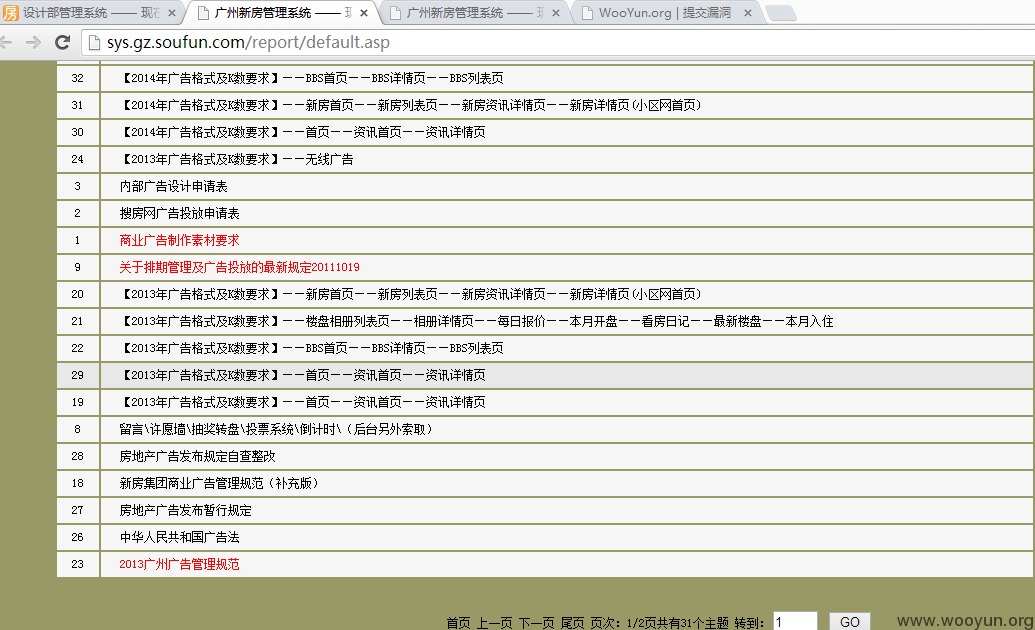 设计部管理系统 —— 现在
广州新房管理系统 —— 现
广州新房管理系统 —— 现
WooYun.org | 提交漏洞
sys.gz.soufun.com/report/default.asp
32 【2014年广告格式及K数要求】——BBS首页——BBS详情页——BBS列表页
31 【2014年广告格式及K数要求】——新房首页——新房列表页——新房资讯详情页——新房详情页(小区网首页)
30 【2014年广告格式及K数要求】——首页——资讯首页——资讯详情页
24 【2013年广告格式及K数要求】——无线广告
3 内部广告设计申请表
2 搜房网广告投放申请表
1 商业广告制作素材要求
9 关于排期管理及广告投放的最新规定20111019
20 【2013年广告格式及K数要求】——新房首页——新房列表页——新房资讯详情页——新房详情页(小区网首页)
21 【2013年广告格式及K数要求】——楼盘相册列表页——相册详情页——每日报价——本月开盘——看房日记——最新楼盘——本月入住
22 【2013年广告格式及K数要求】——BBS首页——BBS详情页——BBS列表页
29 【2013年广告格式及K数要求】——首页——资讯首页——资讯详情页
19 【2013年广告格式及K数要求】——首页——资讯首页——资讯详情页
8 留言\许愿墙\抽奖转盘\投票系统\倒计时\（后台另外索取）
28 房地产广告发布规定自查整改
18 新房集团商业广告管理规范（补充版）
27 房地产广告发布暂行规定
26 中华人民共和国广告法
23 2013广州广告管理规范
首页 上一页 下一页 尾页 页次：1/2页共有31个主题 转到： 1 GO
www.wooyun.org